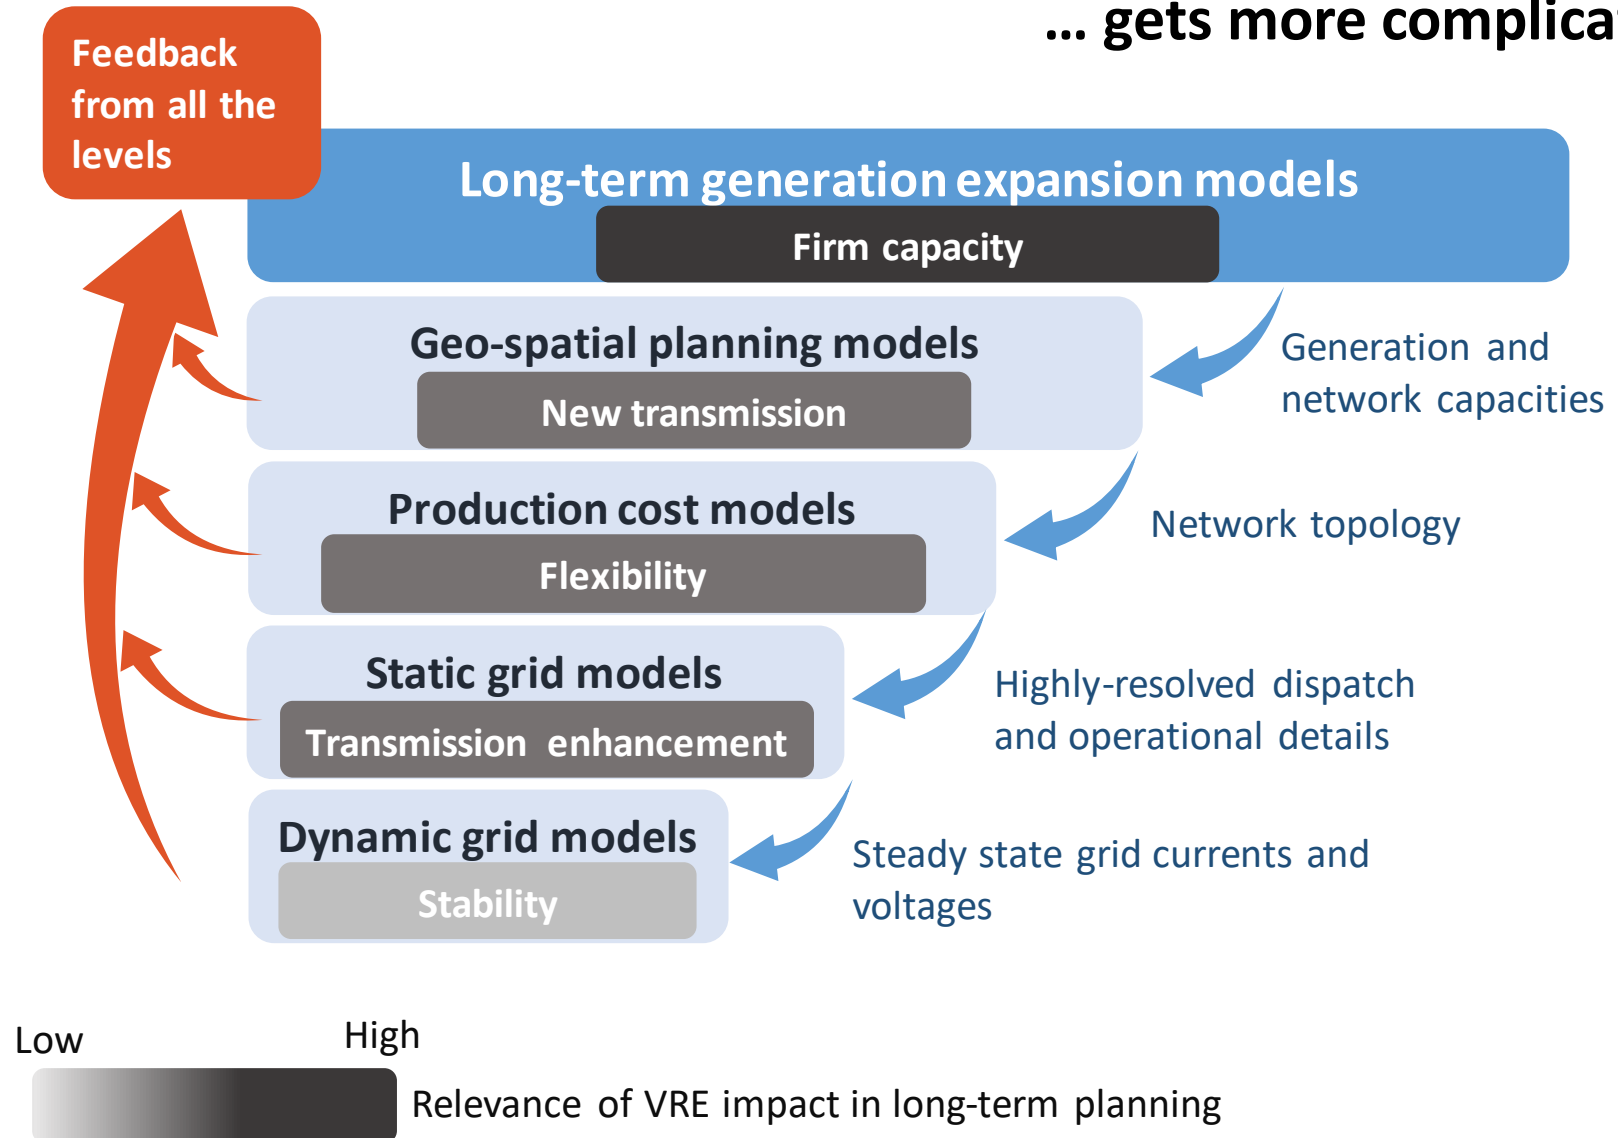 ... gets more complica
Feedback
from all the
levels
Long-term generation expansion models
Firm capacity
Geo-spatial planning models
New transmission
Generation and
network capacities
Production cost models
Flexibility
Network topology
Static grid models
Transmission enhancement
Highly-resolved dispatch
and operational details
Dynamic grid models
Stability
Steady state grid currents and
voltages
Low
High
Relevance of VRE impact in long-term planning